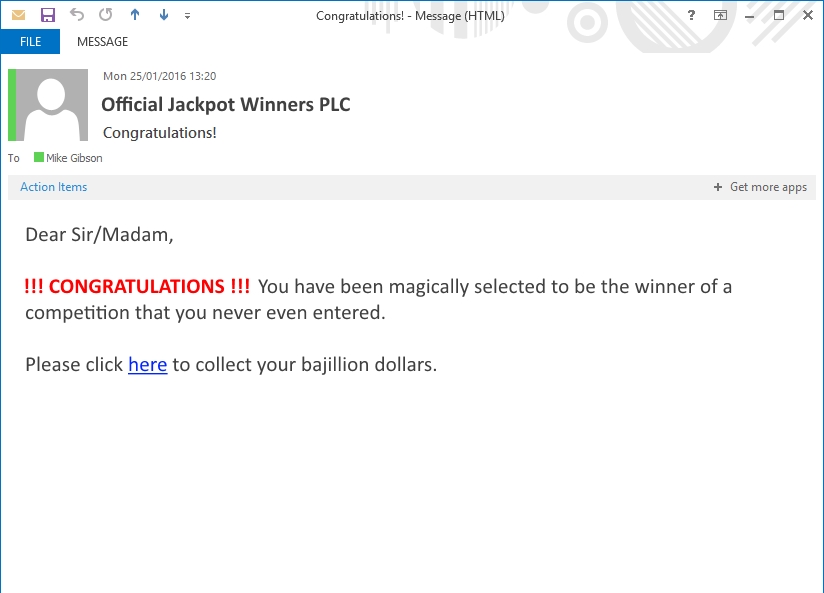 Congratulations! - Message (HTML)
?
FILE MESSAGE
Mon 25/01/2016 13:20
Official Jackpot Winners PLC
Congratulations!
To Mike Gibson
Action Items + Get more apps
Dear Sir/Madam,
!!! CONGRATULATIONS !!! You have been magically selected to be the winner of a
competition that you never even entered.
Please click here to collect your bajillion dollars.